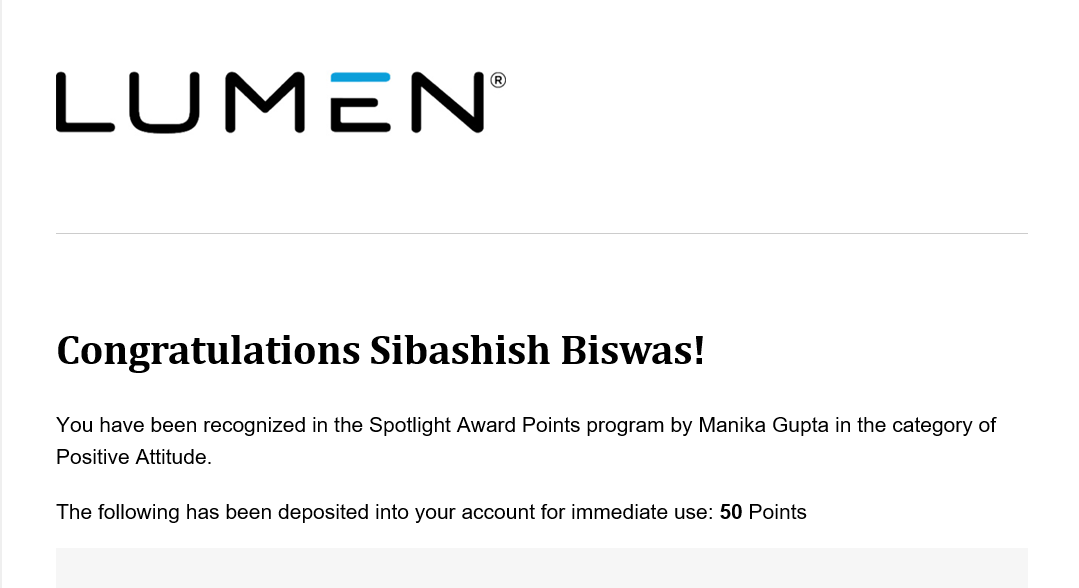 LUMEN®
Congratulations Sibashish Biswas!
You have been recognized in the Spotlight Award Points program by Manika Gupta in the category of
Positive Attitude.
The following has been deposited into your account for immediate use: 50 Points